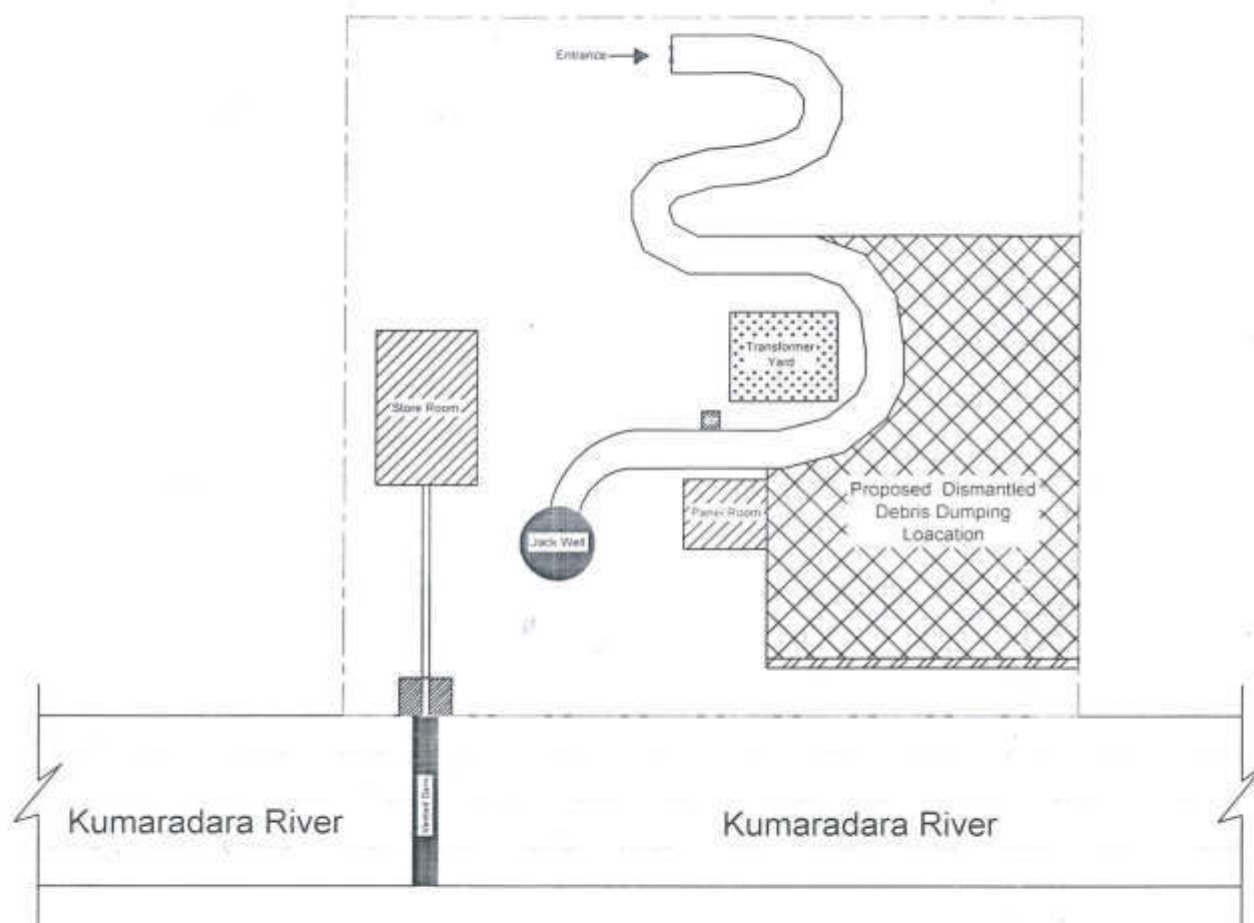 Entrance
Transformer
Yard
Store Room
Proposed Dismantled
Debris Dumping
Loacation
Panel Room
Jack Well
Vented Dam
Kumaradara River
Kumaradara River